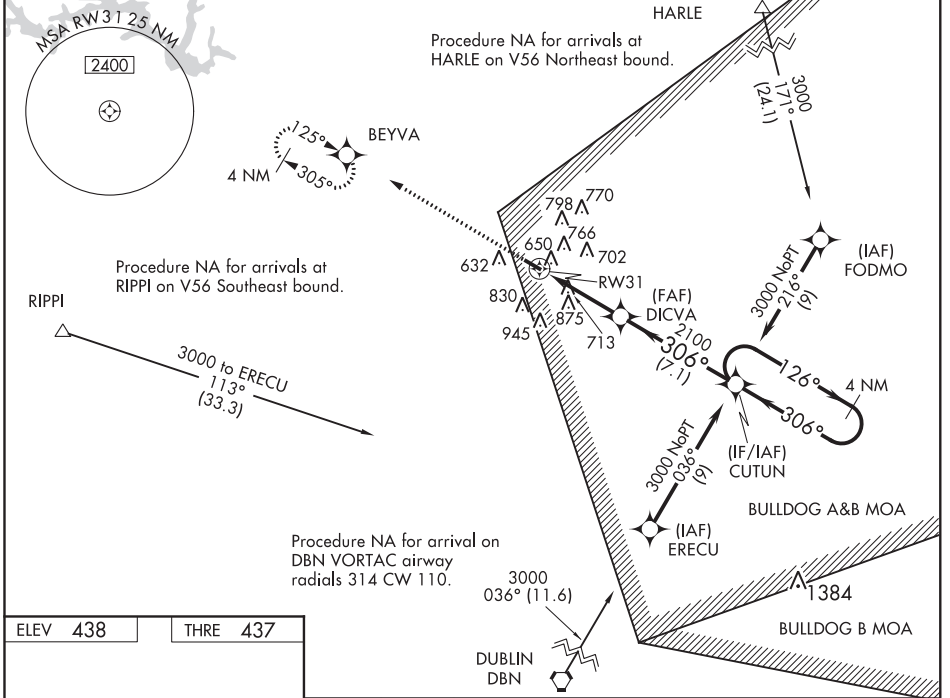 MSA RW31 25 NM
2400
HARLE
Procedure NA for arrivals at
HARLE on V56 Northeast bound.
3000
171°
(24.1)
125°
BEYVA
4 NM
305°
798
770
766
650
702
632
RW31
(IAF)
FODMO
3000 NoPT
216°
(9)
Procedure NA for arrivals at
RIPPI on V56 Southeast bound.
RIPPI
830
875
945
713
(FAF)
DICVA
2100
306°
(7.1)
126°
4 NM
306°
3000 to ERECU
113°
(33.3)
(IF/IAF)
CUTUN
3000 NoPT
036°
(9)
BULLDOG A&B MOA
(IAF)
ERECU
Procedure NA for arrival on
DBN VORTAC airway
radials 314 CW 110.
3000
036° (11.6)
1384
BULLDOG B MOA
ELEV 438
THRE 437
DUBLIN
DBN